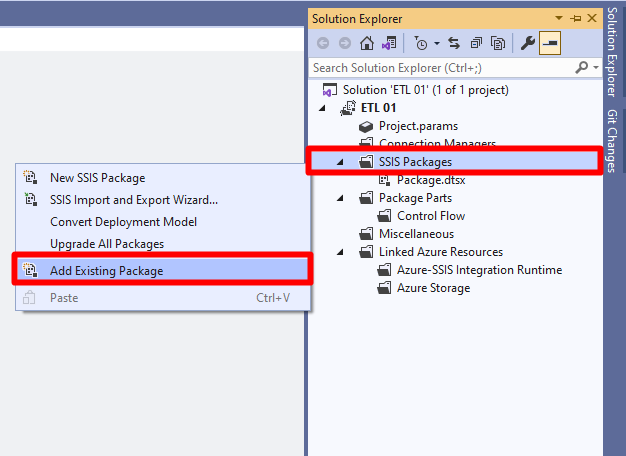 Solution Explorer
Search Solution Explorer (Ctrl+;)
Solution 'ETL 01' (1 of 1 project)
ETL 01
Project.params
Connection Managers
SSIS Packages
Package.dtsx
Package Parts
Control Flow
Miscellaneous
Linked Azure Resources
Azure-SSIS Integration Runtime
Azure Storage
New SSIS Package
SSIS Import and Export Wizard...
Convert Deployment Model
Upgrade All Packages
Add Existing Package
Paste Ctrl+V
Solution Explorer
Git Changes